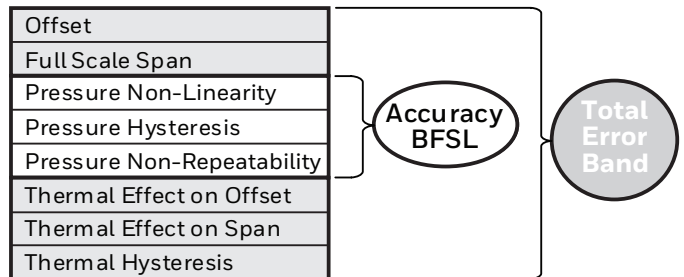 Offset
Full Scale Span
Pressure Non-Linearity
Pressure Hysteresis
Pressure Non-Repeatability
Thermal Effect on Offset
Thermal Effect on Span
Thermal Hysteresis
Accuracy
BFSL
Total
Error
Band